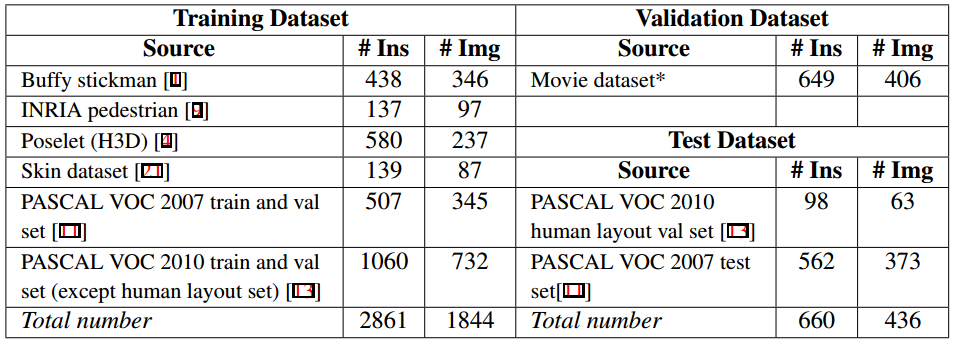 Training Dataset Validation Dataset
Source # Ins # Img Source # Ins # Img
Buffy stickman [] 438 346 Movie dataset* 649 406
INRIA pedestrian [] 137 97
Poselet (H3D) [] 580 237 Test Dataset
Skin dataset [21] 139 87 Source # Ins # Img
PASCAL VOC 2007 train and val 507 345 PASCAL VOC 2010 98 63
set [11] human layout val set [13]
PASCAL VOC 2010 train and val 1060 732 PASCAL VOC 2007 test 562 373
set (except human layout set) [13] set[11]
Total number 2861 1844 Total number 660 436